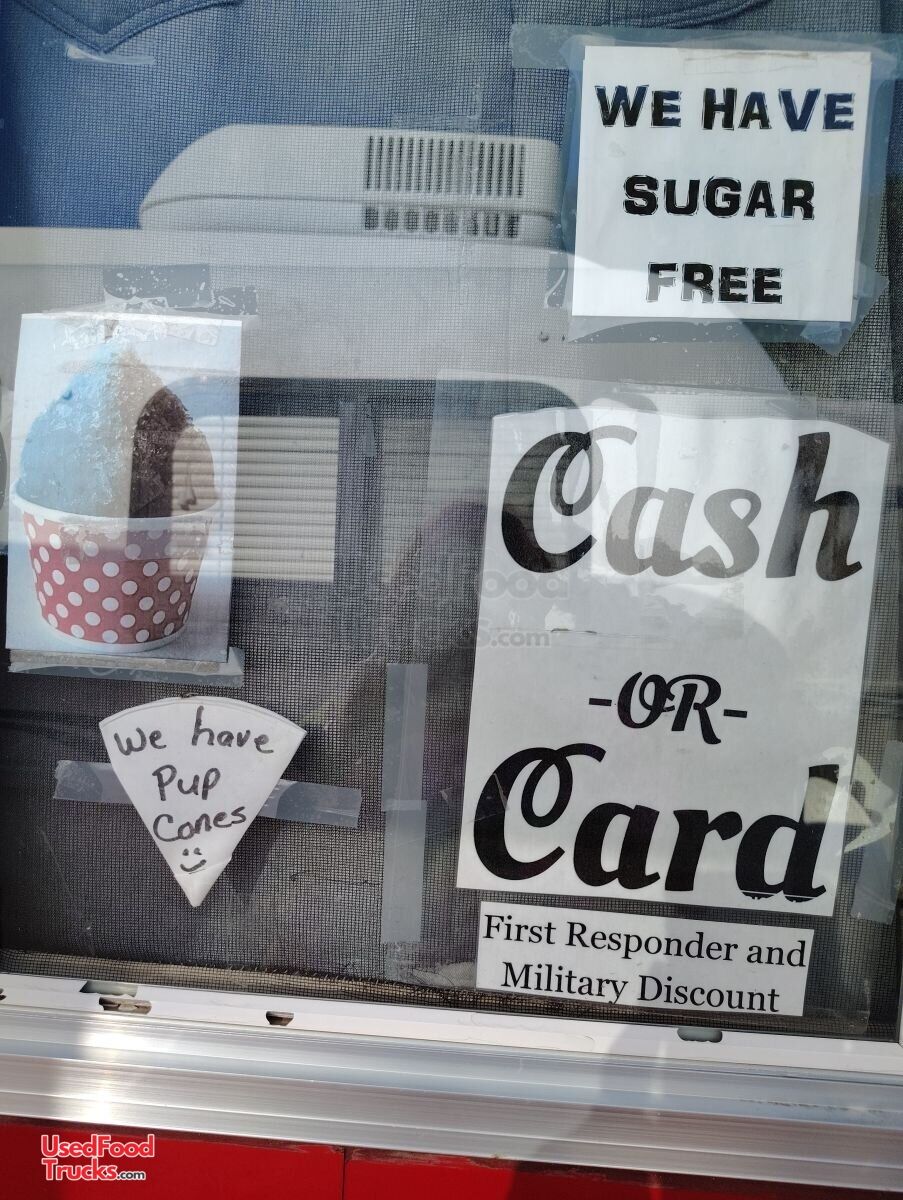 WE HAVE
SUGAR
FREE
Cash
-OR-
Card
We have
Pup
Cones
First Responder and
Military Discount
UsedFood
Trucks.com